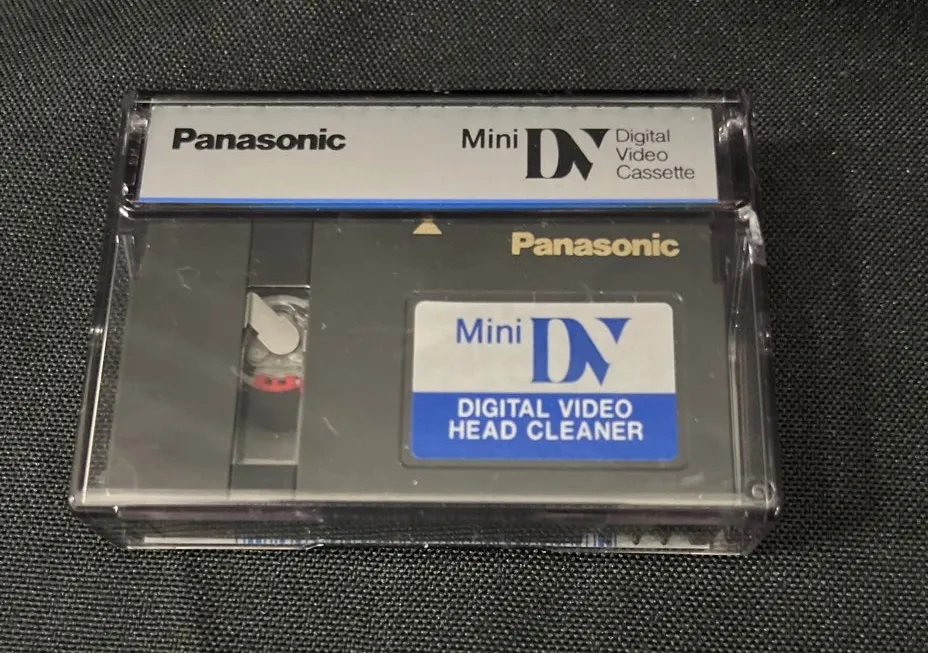 Panasonic
Mini DV Digital
Video
Cassette
Panasonic
Mini DV
DIGITAL VIDEO
HEAD CLEANER